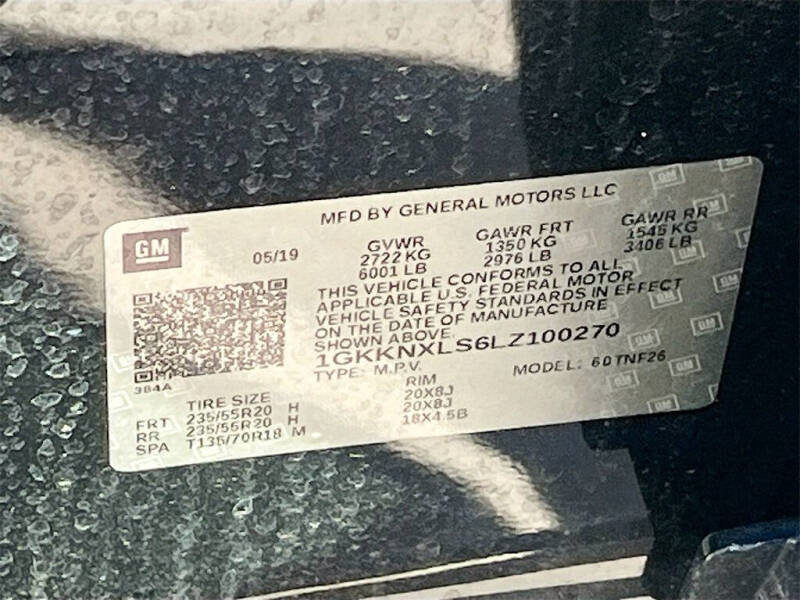 MFD BY GENERAL MOTORS LLC
GM
05/19
GVWR GAWR FRT GAWR RR
2722 KG 1350 KG 1545 KG
6001 LB 2976 LB 3406 LB
THIS VEHICLE CONFORMS TO ALL
APPLICABLE U.S. FEDERAL MOTOR
VEHICLE SAFETY STANDARDS IN EFFECT
ON THE DATE OF MANUFACTURE
SHOWN ABOVE.
1GKKNXLS6LZ100270
TYPE: M.P.V. MODEL: 6DTNF26
384A
TIRE SIZE RIM
FRT 235/55R20 H 20X8J
RR 235/55R20 H 20X8J
SPA T135/70R18 M 18X4.5B